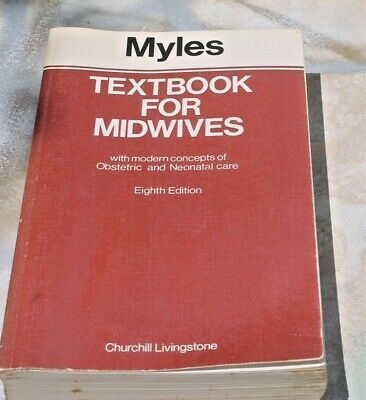 Myles
TEXTBOOK
FOR
MIDWIVES
with modern concepts of
Obstetric and Neonatal care
Eighth Edition
Churchill Livingstone